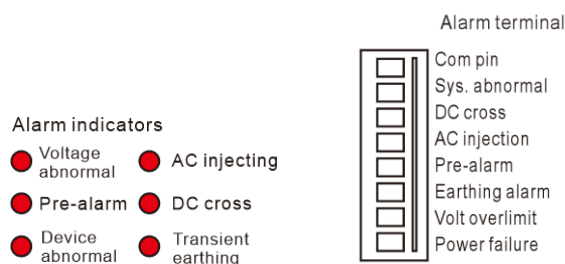 Alarm terminal
Com pin
Sys. abnormal
DC cross
AC injection
Pre-alarm
Earthing alarm
Volt overlimit
Power failure
Alarm indicators
Voltage
abnormal
AC injecting
Pre-alarm
DC cross
Device
abnormal
Transient
earthing